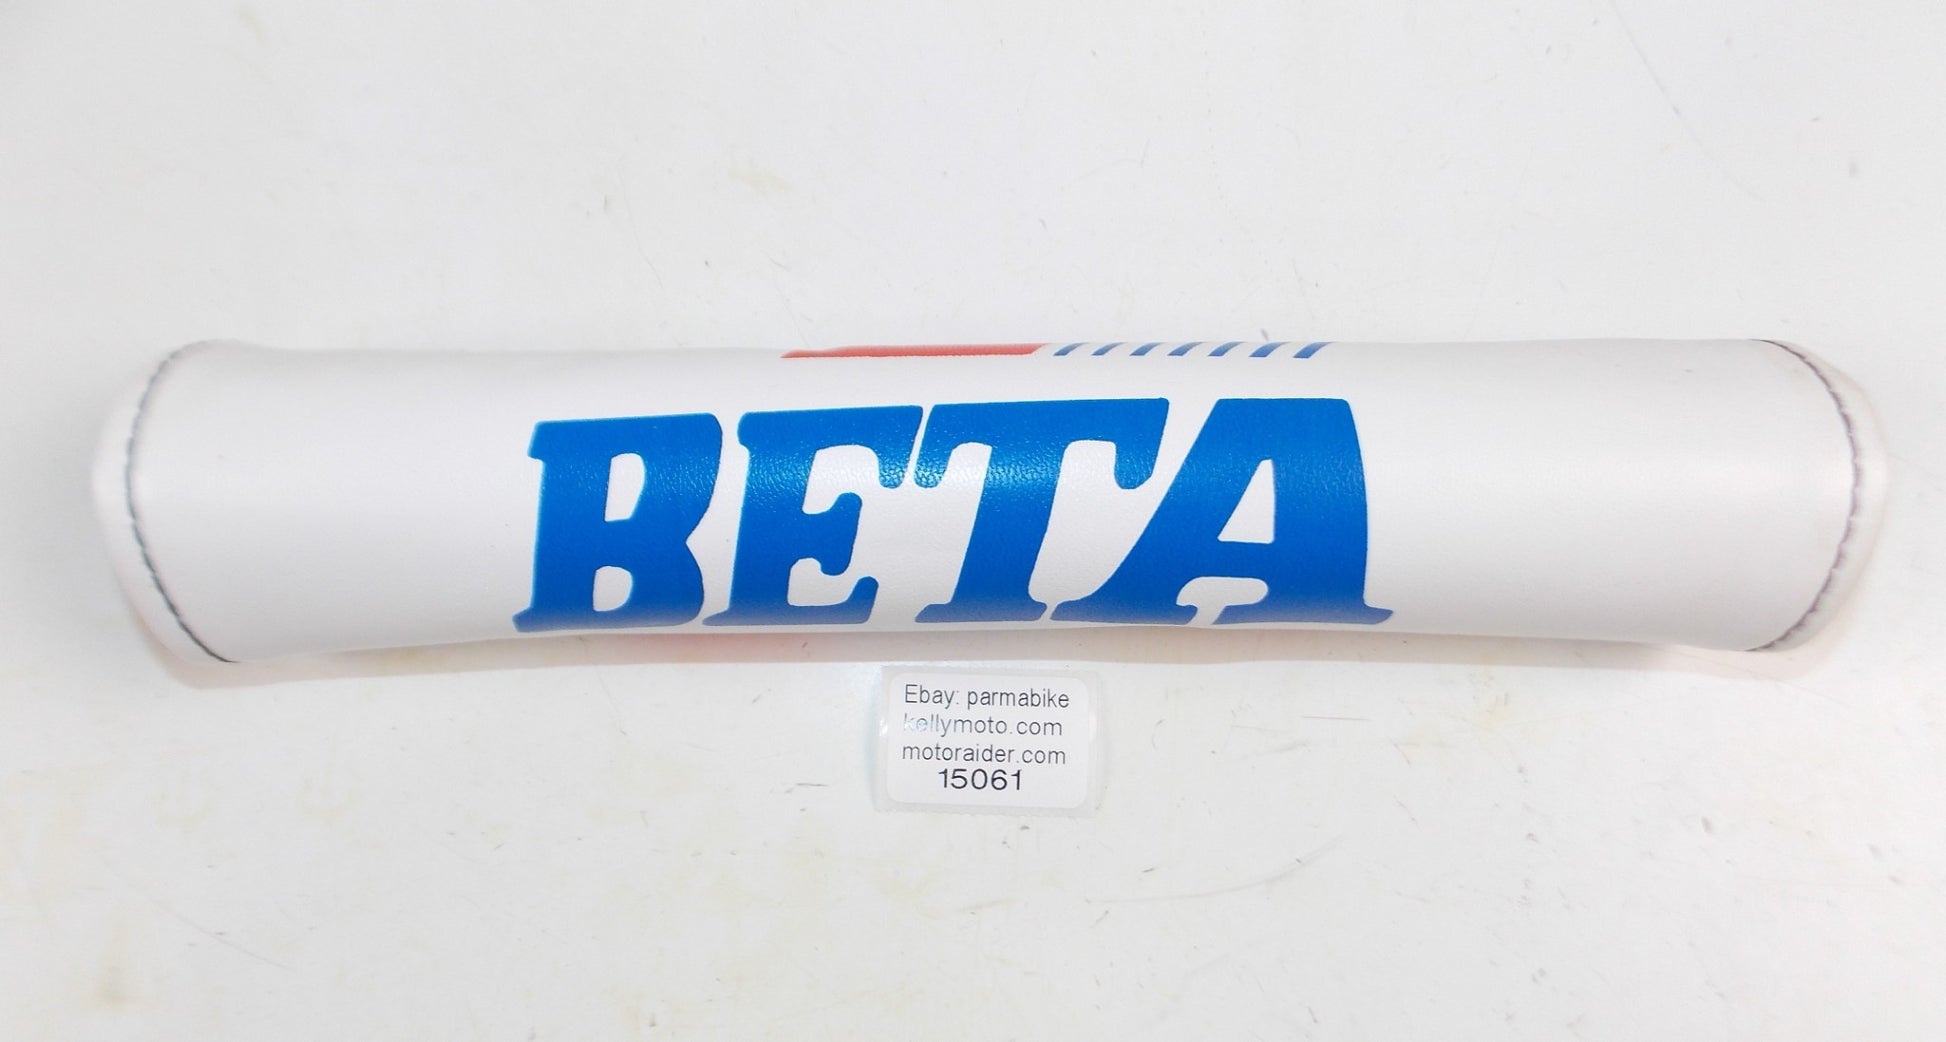 BETA
Ebay: parmabike
kellymoto.com
motoraider.com
15061